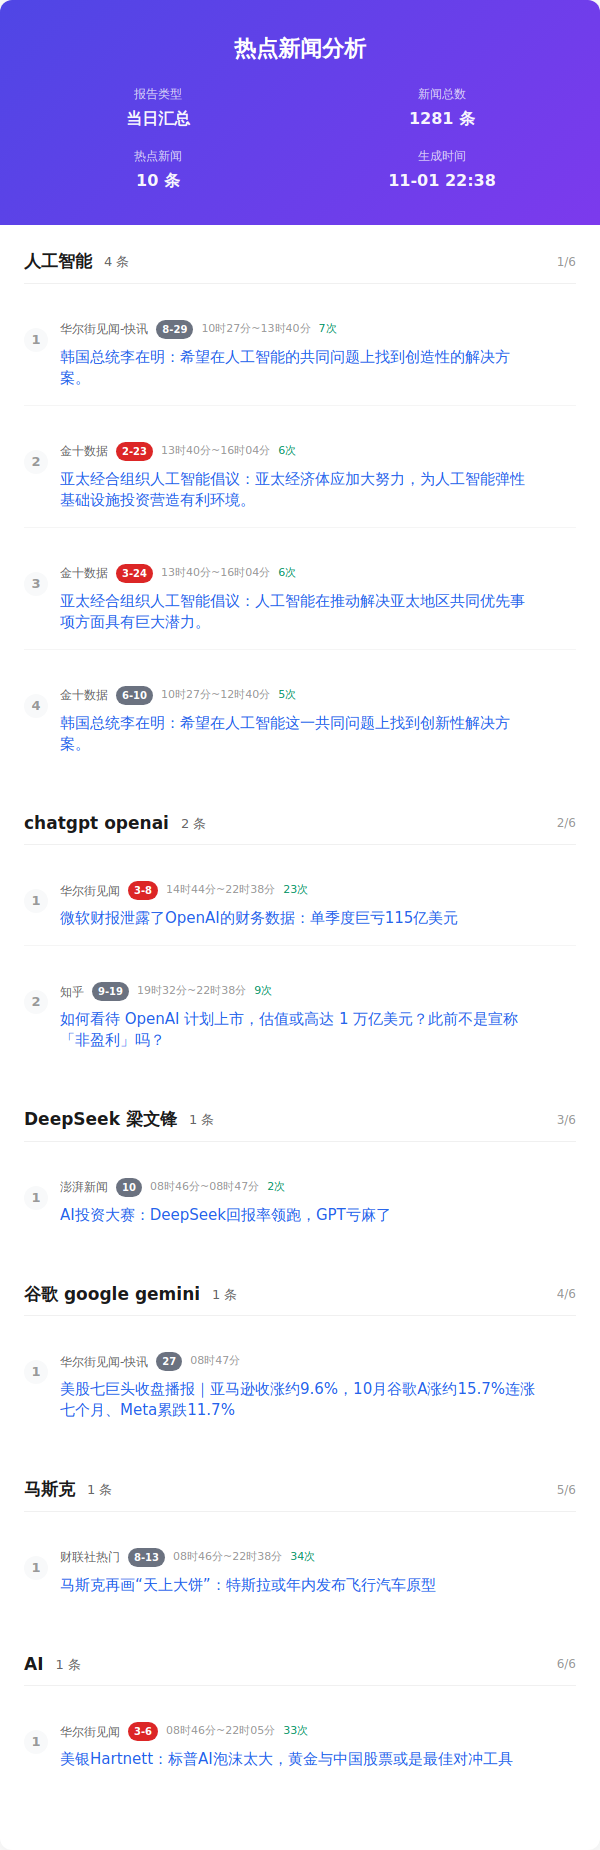 热点新闻分析
报告类型
新闻总数
当日汇总
1281 条
热点新闻
生成时间
10 条
11-01 22:38
人工智能 4 条 1/6
1
华尔街见闻-快讯 8-29 10时27分~13时40分 7次
韩国总统李在明：希望在人工智能的共同问题上找到创造性的解决方
案。
2
金十数据 2-23 13时40分~16时04分 6次
亚太经合组织人工智能倡议：亚太经济体应加大努力，为人工智能弹性
基础设施投资营造有利环境。
3
金十数据 3-24 13时40分~16时04分 6次
亚太经合组织人工智能倡议：人工智能在推动解决亚太地区共同优先事
项方面具有巨大潜力。
4
金十数据 6-10 10时27分~12时40分 5次
韩国总统李在明：希望在人工智能这一共同问题上找到创新性解决方
案。
chatgpt openai 2 条 2/6
1
华尔街见闻 3-8 14时44分~22时38分 23次
微软财报泄露了OpenAI的财务数据：单季度巨亏115亿美元
2
知乎 9-19 19时32分~22时38分 9次
如何看待 OpenAI 计划上市，估值或高达 1 万亿美元？此前不是宣称
「非盈利」吗？
DeepSeek 梁文锋 1 条 3/6
1
澎湃新闻 10 08时46分~08时47分 2次
AI投资大赛：DeepSeek回报率领跑，GPT亏麻了
谷歌 google gemini 1 条 4/6
1
华尔街见闻-快讯 27 08时47分
美股七巨头收盘播报｜亚马逊收涨约9.6%，10月谷歌A涨约15.7%连涨
七个月、Meta累跌11.7%
马斯克 1 条 5/6
1
财联社热门 8-13 08时46分~22时38分 34次
马斯克再画“天上大饼”：特斯拉或年内发布飞行汽车原型
AI 1 条 6/6
1
华尔街见闻 3-6 08时46分~22时05分 33次
美银Hartnett：标普AI泡沫太大，黄金与中国股票或是最佳对冲工具